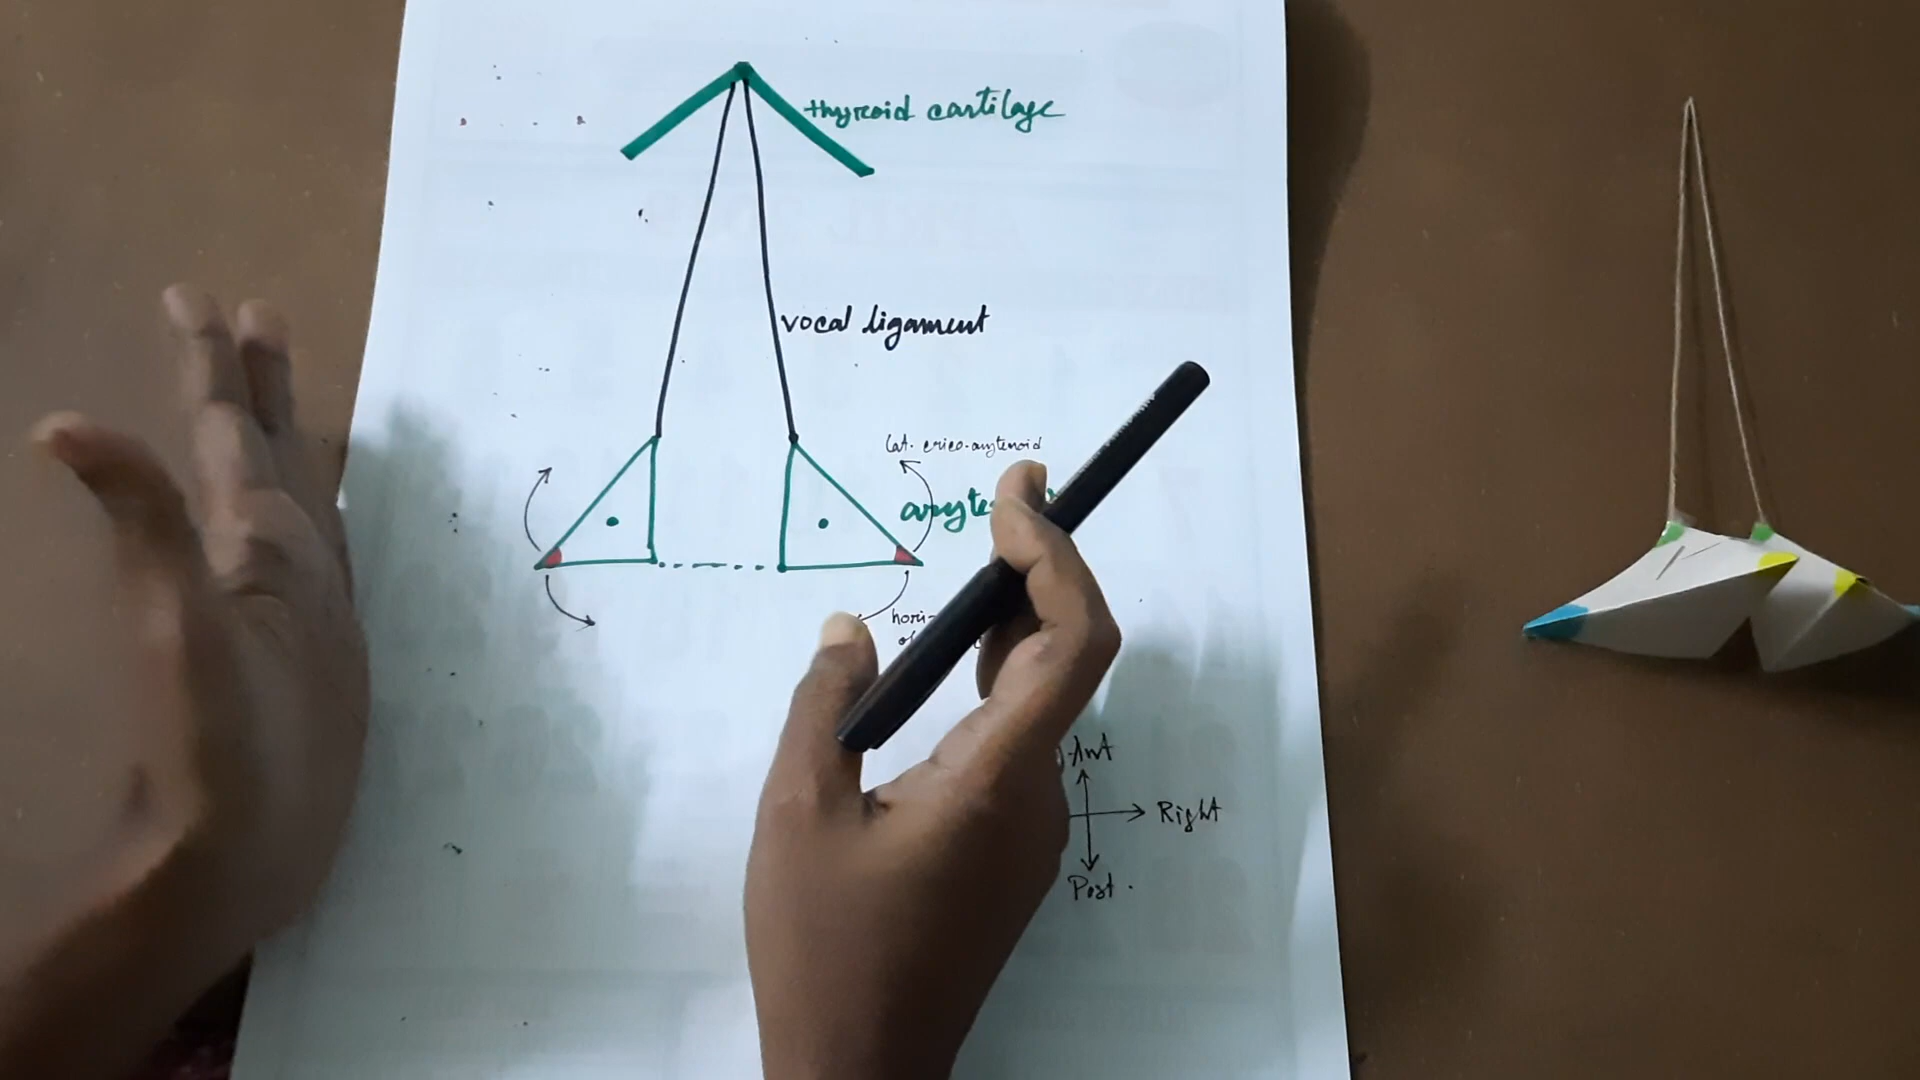 thyroid cartilage
vocal ligament
lat. crico-arytenoid
Ant
Right
Post.